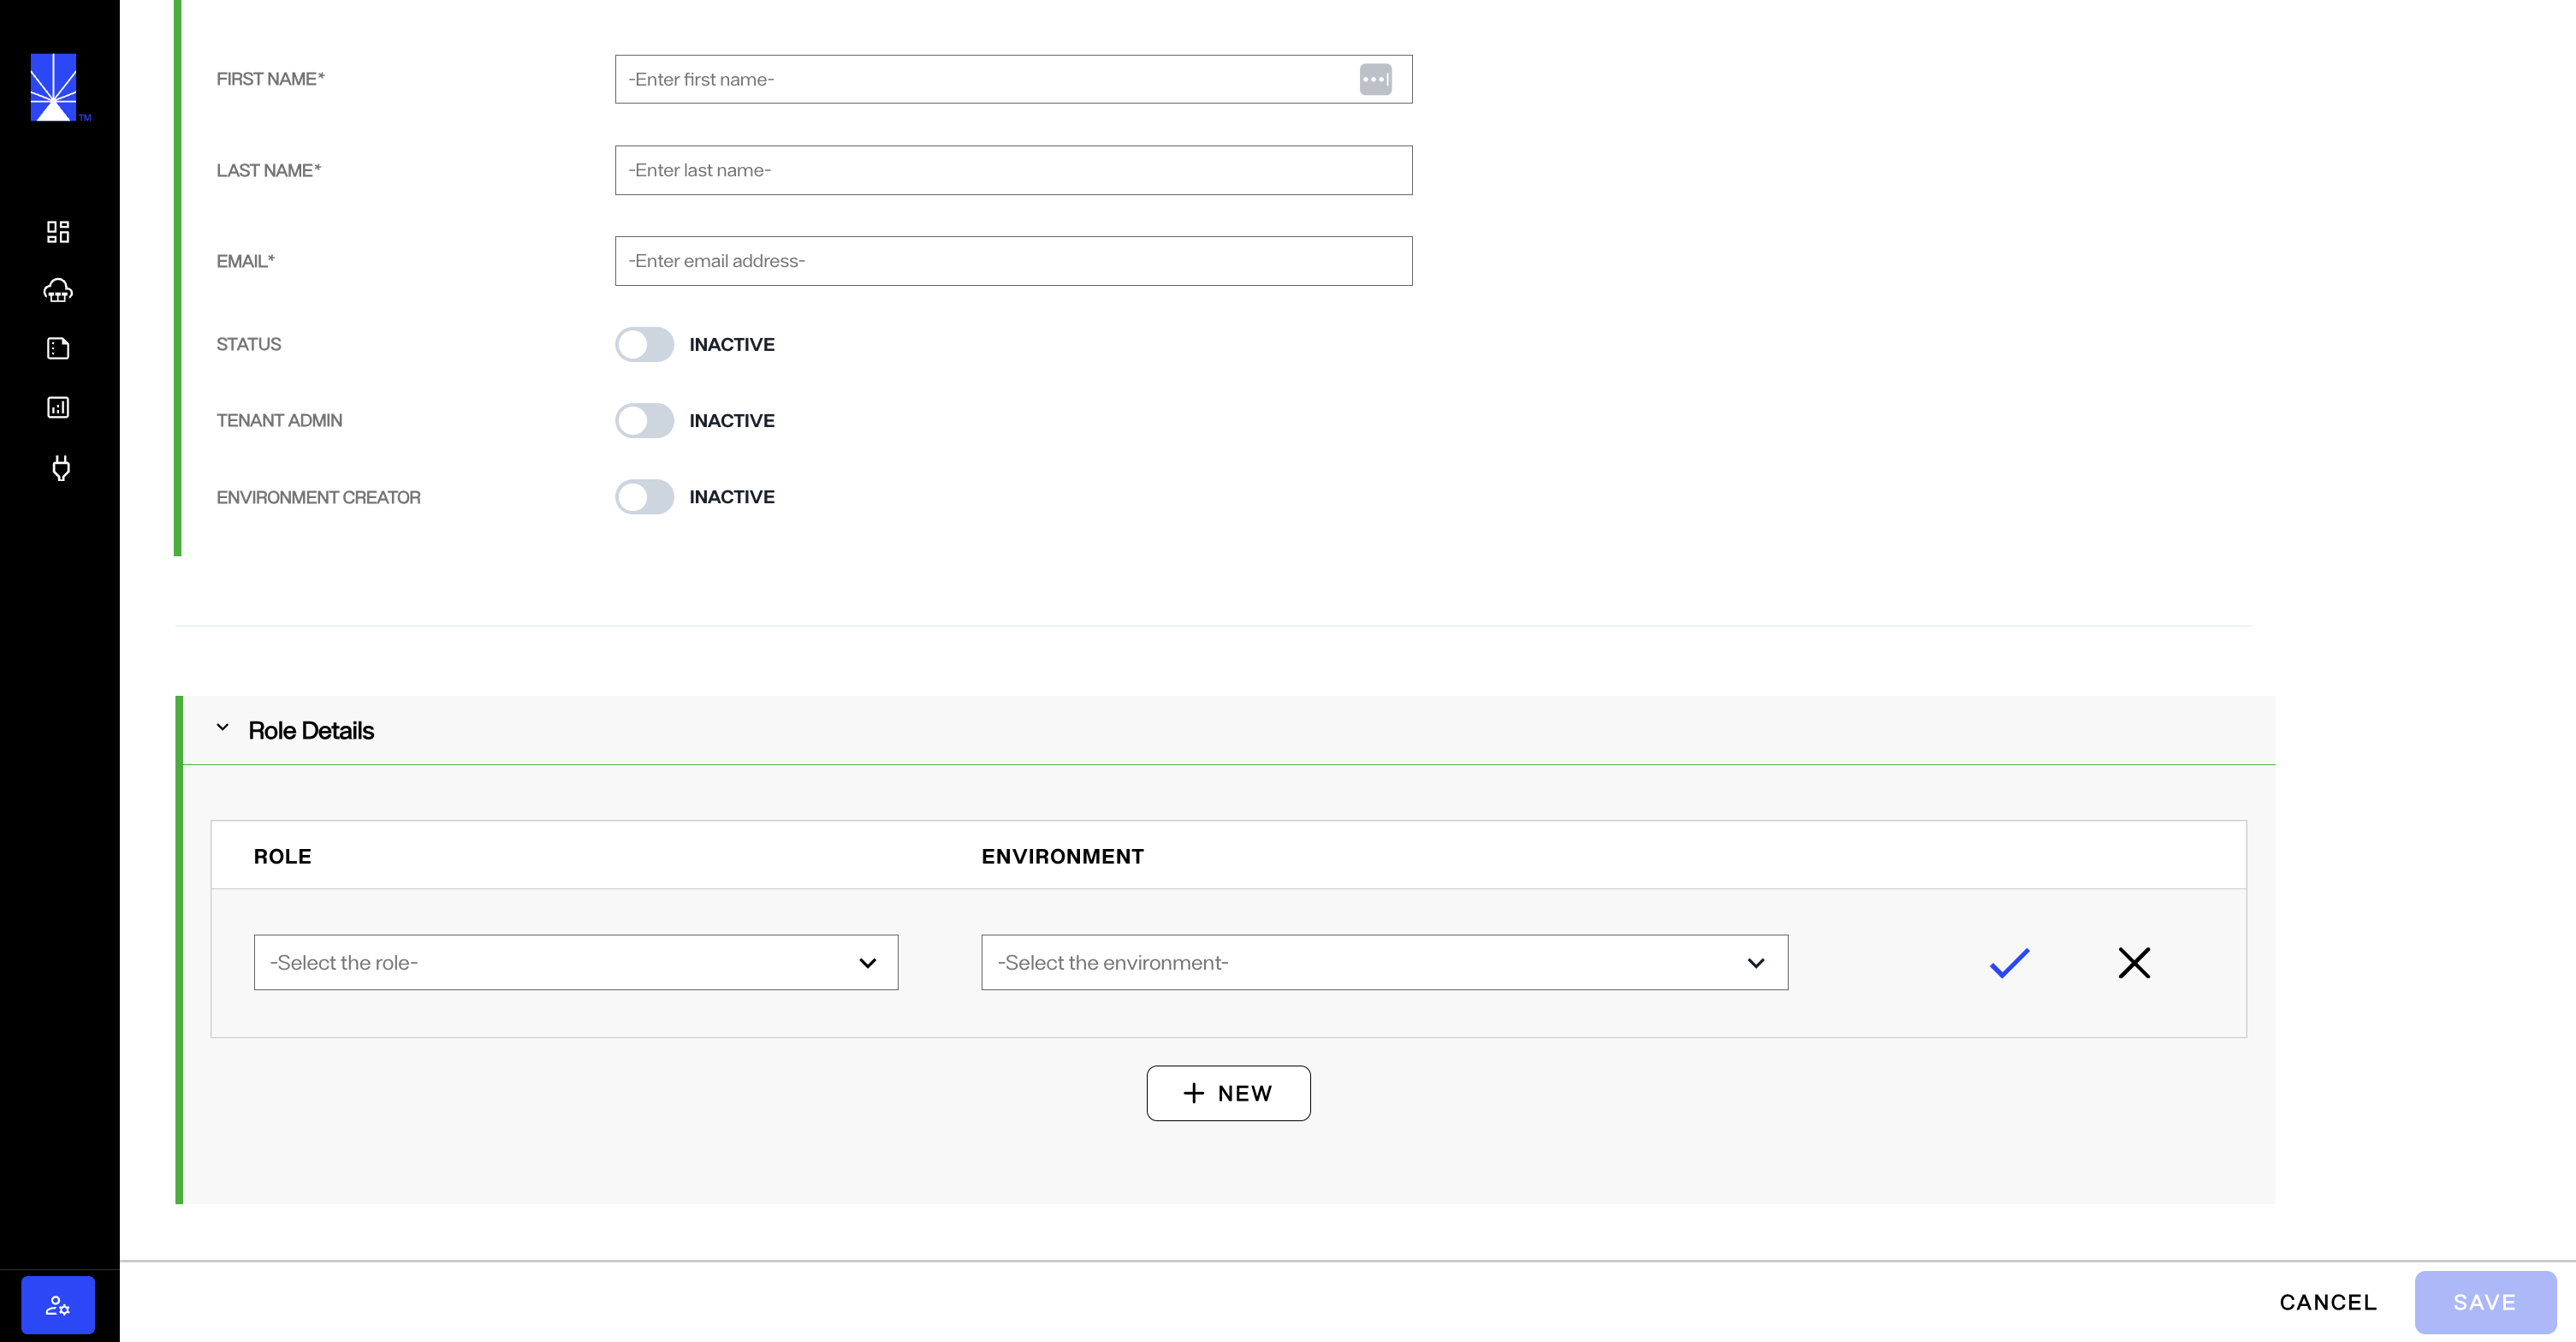 TM
FIRST NAME*
-Enter first name-
LAST NAME*
-Enter last name-
EMAIL*
-Enter email address-
STATUS
INACTIVE
TENANT ADMIN
INACTIVE
ENVIRONMENT CREATOR
INACTIVE
Role Details
ROLE
ENVIRONMENT
-Select the role-
-Select the environment-
+ NEW
CANCEL
SAVE